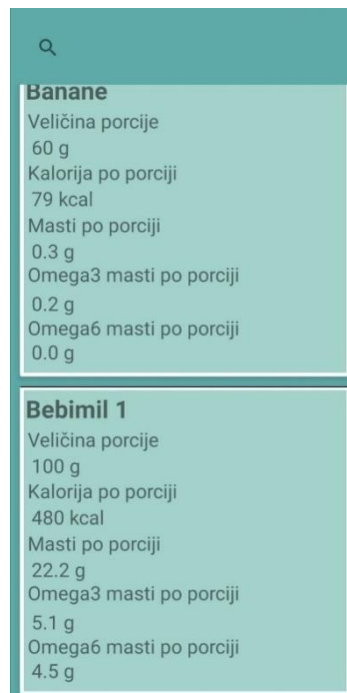 Banane
Veličina porcije
60 g
Kalorija po porciji
79 kcal
Masti po porciji
0.3 g
Omega3 masti po porciji
0.2 g
Omega6 masti po porciji
0.0 g
Bebimil 1
Veličina porcije
100 g
Kalorija po porciji
480 kcal
Masti po porciji
22.2 g
Omega3 masti po porciji
5.1 g
Omega6 masti po porciji
4.5 g